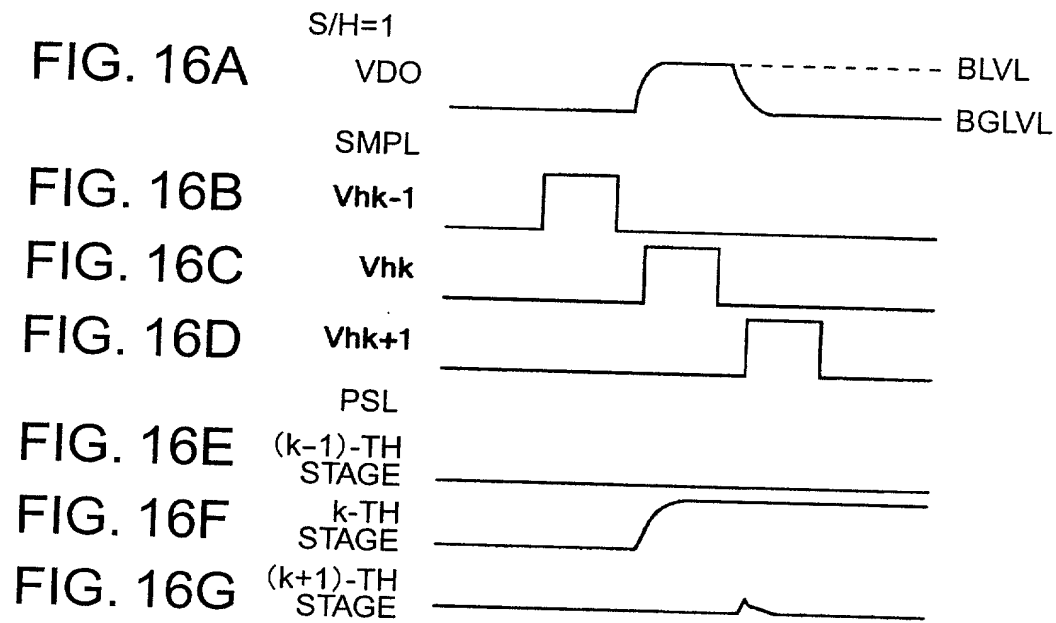 S/H=1
FIG. 16A VDO BLVL
BGLVL
SMPL
FIG. 16B Vhk-1
FIG. 16C Vhk
FIG. 16D Vhk+1
PSL
FIG. 16E (k-1)-TH
STAGE
FIG. 16F k-TH
STAGE
FIG. 16G (k+1)-TH
STAGE